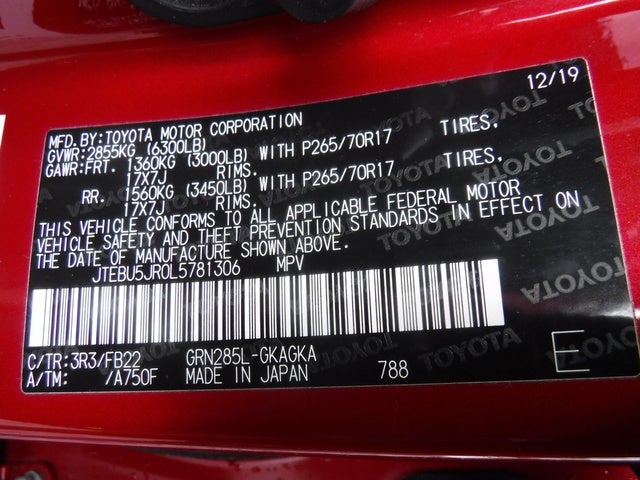 12/19
MFD.BY:TOYOTA MOTOR CORPORATION
GVWR:2855KG (6300LB)
GAWR:FRT. 1360KG (3000LB) WITH P265/70R17 TIRES,
17X7J RIMS.
RR. 1560KG (3450LB) WITH P265/70R17 TIRES,
17X7J RIMS.
THIS VEHICLE CONFORMS TO ALL APPLICABLE FEDERAL MOTOR
VEHICLE SAFETY AND THEFT PREVENTION STANDARDS IN EFFECT ON
THE DATE OF MANUFACTURE SHOWN ABOVE.
JTEBU5JR0L5781306 MPV
C/TR:3R3/FB22 GRN285L-GKAGKA
A/TM: /A750F MADE IN JAPAN 788 E